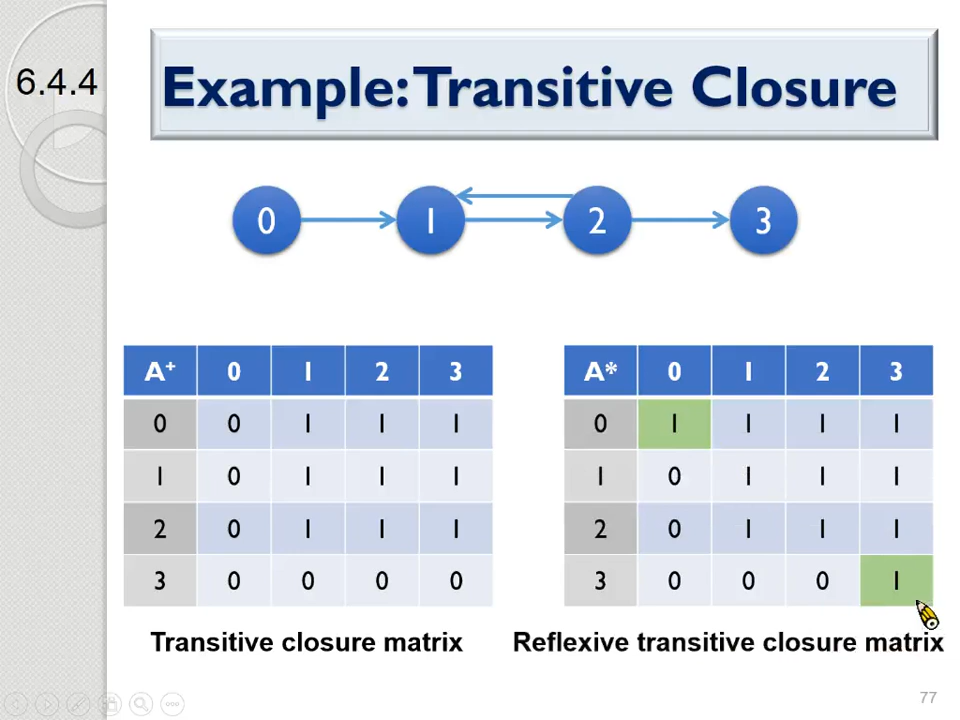 6.4.4
Example: Transitive Closure
0 1 2 3
A⁺ 0 1 2 3
0 0 1 1 1
1 0 1 1 1
2 0 1 1 1
3 0 0 0 0
Transitive closure matrix
A* 0 1 2 3
0 1 1 1 1
1 0 1 1 1
2 0 1 1 1
3 0 0 0 1
Reflexive transitive closure matrix
77